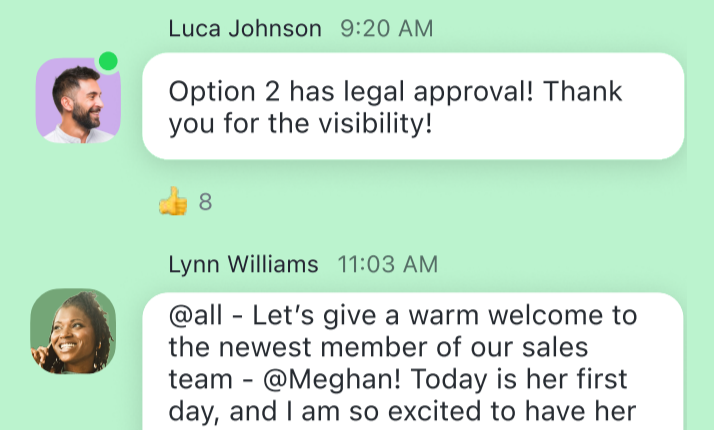 Luca Johnson 9:20 AM
Option 2 has legal approval! Thank
you for the visibility!
👍 8
Lynn Williams 11:03 AM
@all – Let’s give a warm welcome to
the newest member of our sales
team – @Meghan! Today is her first
day, and I am so excited to have her